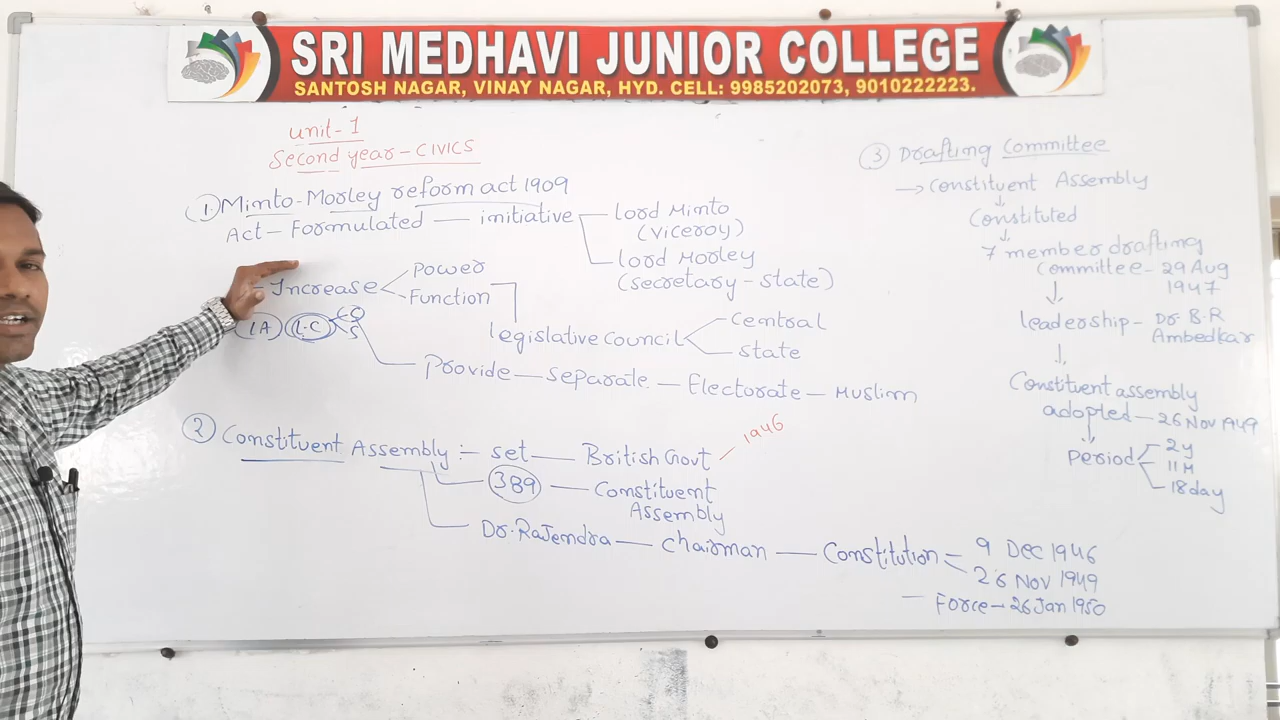 SRI MEDHAVI JUNIOR COLLEGE
SANTOSH NAGAR, VINAY NAGAR, HYD. CELL: 9985202073, 9010222223.
Unit-1
Second year-CIVICS
① Minto-Morley reform act 1909
Act- Formulated — initiative
lord Minto
(viceroy)
lord Morley
(secretary-state)
- Increase
Power
Function
legislative Council
Central
State
LA
L.C
C
S
Provide — separate — Electorate — Muslim
② Constituent Assembly :- set — British Govt
1946
389 — Constituent
Assembly
Dr. Rajendra — Chairman — Constitution
9 Dec 1946
26 Nov 1949
— Force - 26 Jan 1950
③ Drafting Committee
→ Constituent Assembly
↓
Constituted
↓
7 member drafting
Committee - 29 Aug
1947
↓
leadership - Dr. B.R
Ambedkar
↓
Constituent assembly
adopted - 26 Nov 1949
↓
Period
2y
11M
18day